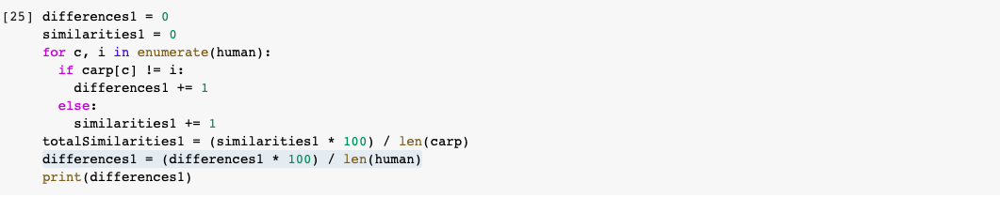 [25] differences1 = 0
similarities1 = 0
for c, i in enumerate(human):
  if carp[c] != i:
    differences1 += 1
  else:
    similarities1 += 1
totalSimilarities1 = (similarities1 * 100) / len(carp)
differences1 = (differences1 * 100) / len(human)
print(differences1)